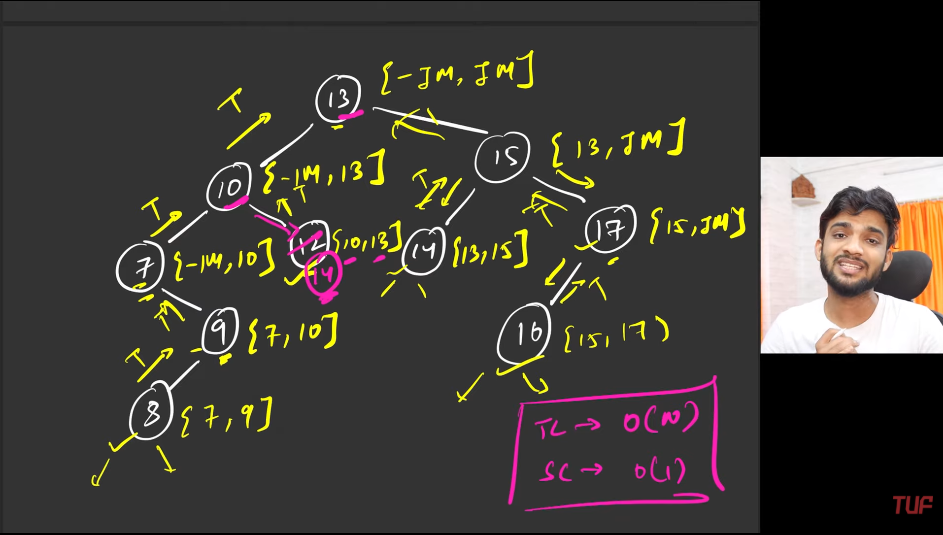 13 [-IM, IM]
15 [13, IM]
10 [-IM, 13]
T
T
T
T
17 [15, IM]
12 [10, 13]
14 [13, 15]
7 [-IM, 10]
14
T
T
9 [7, 10]
16 [15, 17)
T
T
8 [7, 9]
TC → O(N)
SC → O(1)
TUF